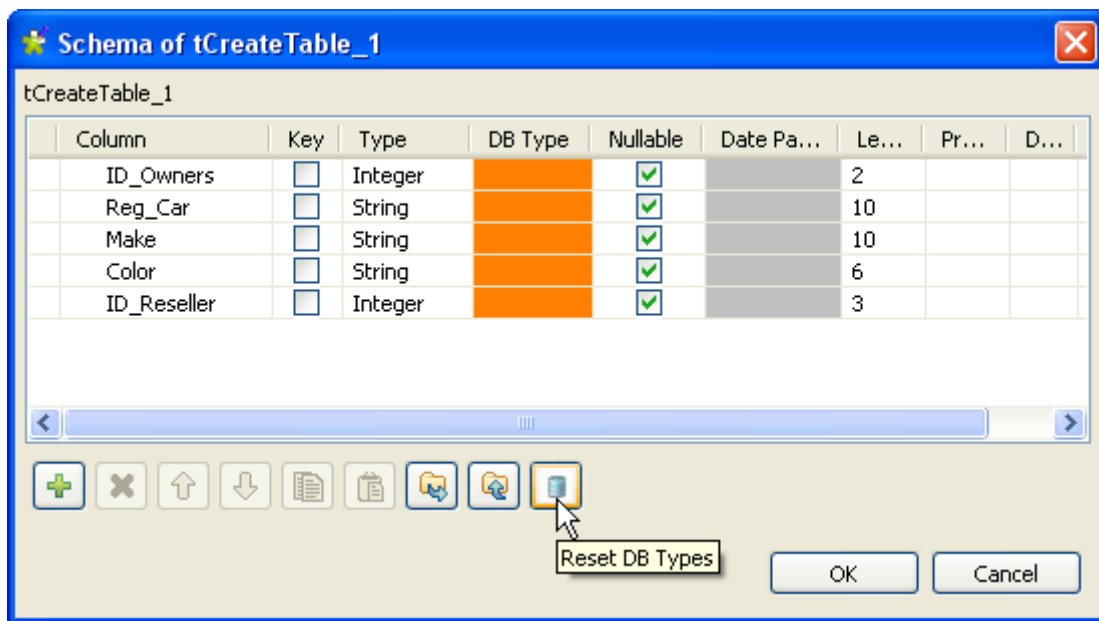 Schema of tCreateTable_1
tCreateTable_1
Column Key Type DB Type Nullable Date Pa... Le... Pr... D...
ID_Owners Integer 2
Reg_Car String 10
Make String 10
Color String 6
ID_Reseller Integer 3
Reset DB Types
OK Cancel